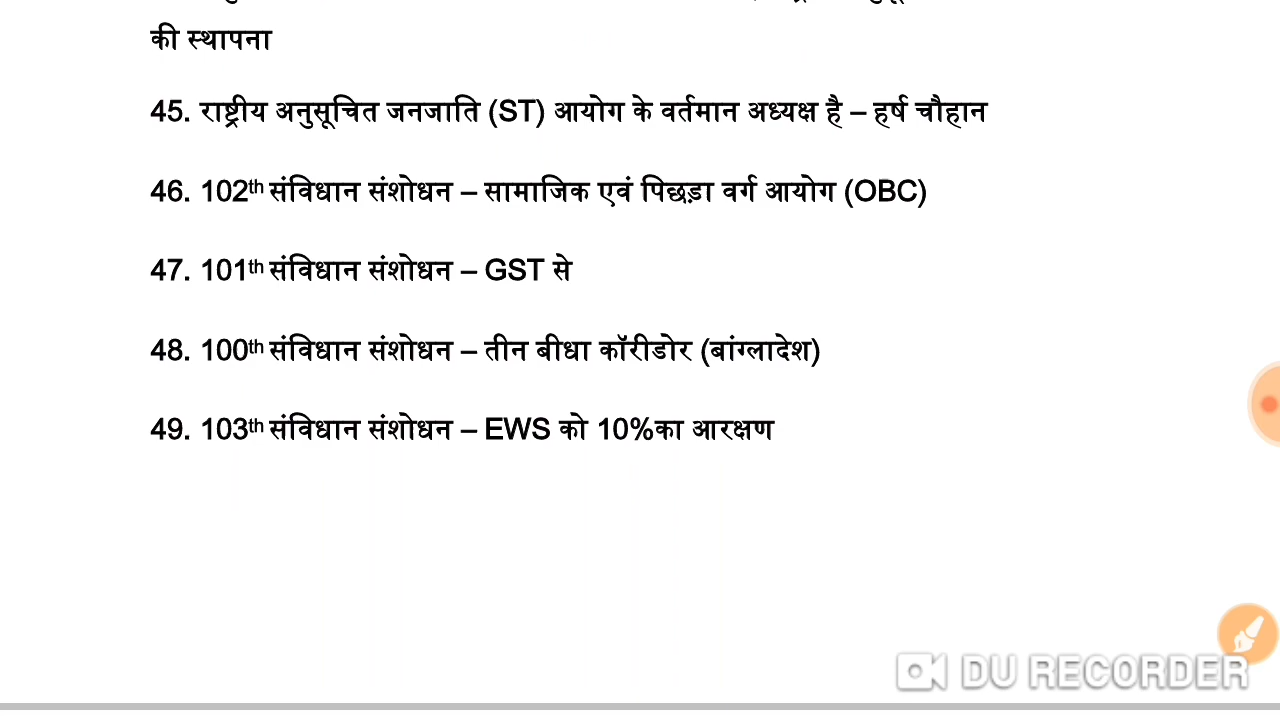 की स्थापना
45. राष्ट्रीय अनुसूचित जनजाति (ST) आयोग के वर्तमान अध्यक्ष है – हर्ष चौहान
46. 102th संविधान संशोधन – सामाजिक एवं पिछड़ा वर्ग आयोग (OBC)
47. 101th संविधान संशोधन – GST से
48. 100th संविधान संशोधन – तीन बीधा कॉरीडोर (बांग्लादेश)
49. 103th संविधान संशोधन – EWS को 10%का आरक्षण
DU RECORDER